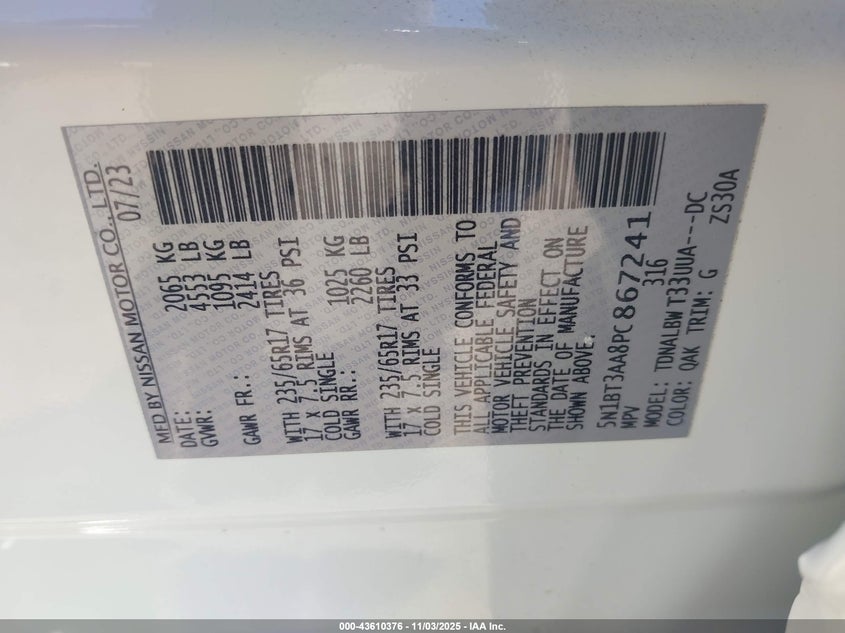 MFD BY NISSAN MOTOR CO., LTD.
DATE: 07/23
GVWR: 2065 KG
4553 LB
GAWR FR.: 1095 KG
2414 LB
WITH 235/65R17 TIRES
17 X 7.5 RIMS AT 36 PSI
COLD SINGLE
GAWR RR.: 1025 KG
2260 LB
WITH 235/65R17 TIRES
17 X 7.5 RIMS AT 33 PSI
COLD SINGLE
THIS VEHICLE CONFORMS TO
ALL APPLICABLE FEDERAL
MOTOR VEHICLE SAFETY AND
THEFT PREVENTION
STANDARDS IN EFFECT ON
THE DATE OF MANUFACTURE
SHOWN ABOVE.
5N1BT3AA8PC867241
MPV 316
MODEL: TDNALBW T33UUA---DC
COLOR: QAK TRIM: G ZS30A
000-43610376 - 11/03/2025 - IAA Inc.